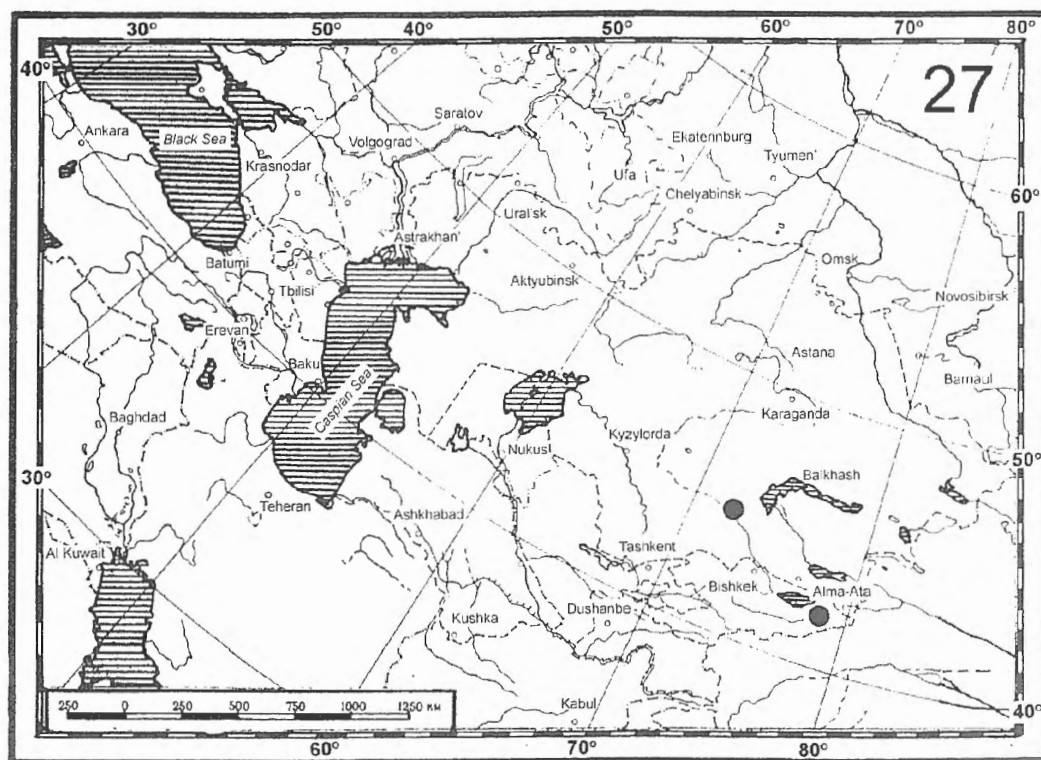 30° 50° 40° 50° 60° 70° 80°
27
40°
Ankara
Black Sea
Krasnodar
Volgograd
Saratov
Ekaterinburg
Tyumen'
Ufa
Chelyabinsk
60°
Ural'sk
Astrakhan'
Aktyubinsk
Batumi
Tbilisi
Omsk
Novosibirsk
Erevan
Baku
Caspian Sea
Astana
Barnaul
Karaganda
Baghdad
Nukus
Kyzylorda
50°
Balkhash
30°
Teheran
Ashkhabad
Al Kuwait
Tashkent
Bishkek
Alma-Ata
Kushka
Dushanbe
Kabul
250 0 250 500 750 1000 1250 км
40°
60° 70° 80°